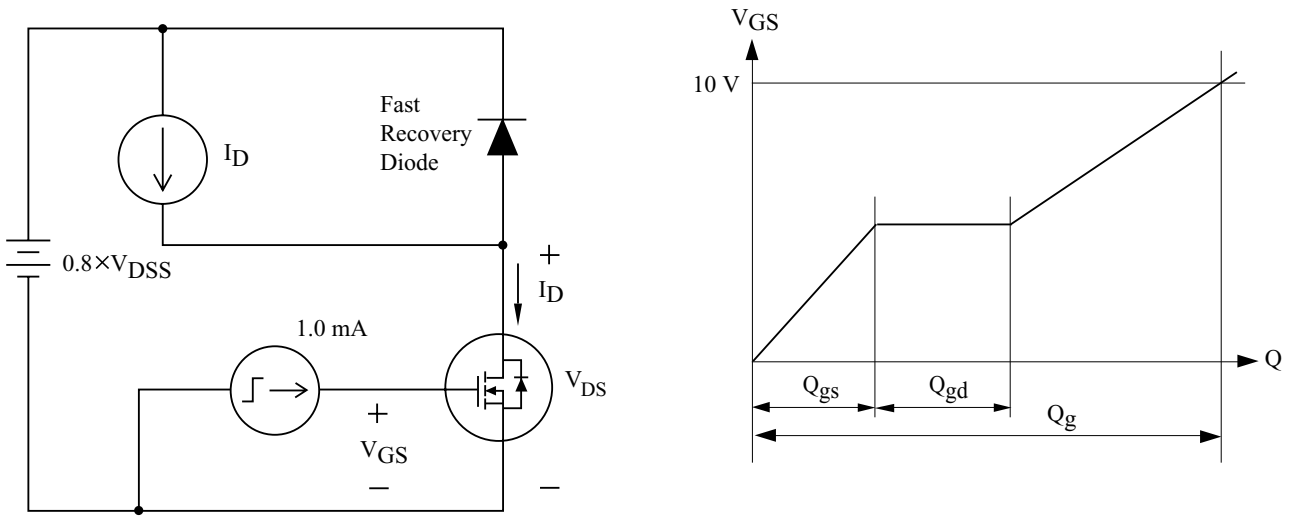 Fast
Recovery
Diode
I_D
0.8×V_DSS
+
I_D
1.0 mA
+
V_GS
−
V_DS
−
V_GS
10 V
Q
Q_gs
Q_gd
Q_g